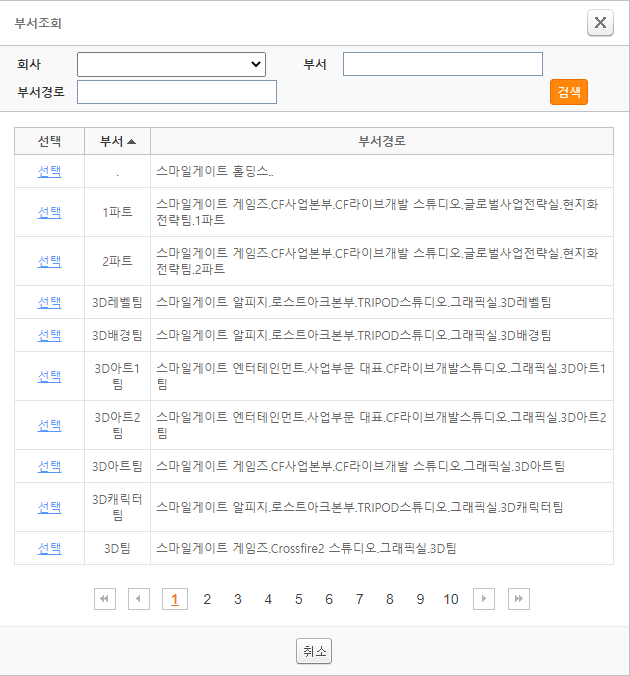 부서조회
회사
부서
부서경로
검색
선택 부서 부서경로
선택 . 스마일게이트 홀딩스..
선택 1파트 스마일게이트 게임즈.CF사업본부.CF라이브개발 스튜디오.글로벌사업전략실.현지화
전략팀.1파트
선택 2파트 스마일게이트 게임즈.CF사업본부.CF라이브개발 스튜디오.글로벌사업전략실.현지화
전략팀.2파트
선택 3D레벨팀 스마일게이트 알피지.로스트아크본부.TRIPOD스튜디오.그래픽실.3D레벨팀
선택 3D배경팀 스마일게이트 알피지.로스트아크본부.TRIPOD스튜디오.그래픽실.3D배경팀
선택 3D아트1
팀 스마일게이트 엔터테인먼트.사업부문 대표.CF라이브개발스튜디오.그래픽실.3D아트1
팀
선택 3D아트2
팀 스마일게이트 엔터테인먼트.사업부문 대표.CF라이브개발스튜디오.그래픽실.3D아트2
팀
선택 3D아트팀 스마일게이트 게임즈.CF사업본부.CF라이브개발 스튜디오.그래픽실.3D아트팀
선택 3D캐릭터
팀 스마일게이트 알피지.로스트아크본부.TRIPOD스튜디오.그래픽실.3D캐릭터팀
선택 3D팀 스마일게이트 게임즈.Crossfire2 스튜디오.그래픽실.3D팀
1 2 3 4 5 6 7 8 9 10
취소